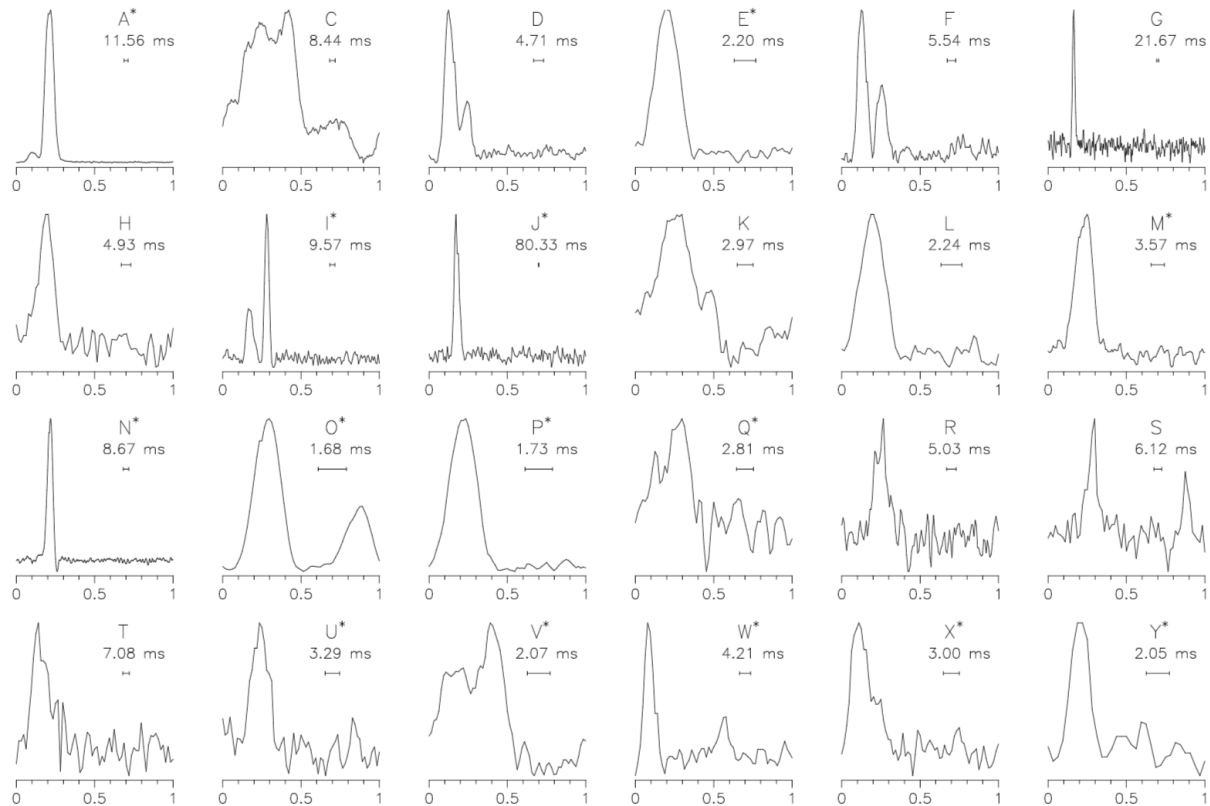 A* C D E* F G
11.56 ms 8.44 ms 4.71 ms 2.20 ms 5.54 ms 21.67 ms
0 0.5 1 0 0.5 1 0 0.5 1 0 0.5 1 0 0.5 1 0 0.5 1
H I* J* K L M*
4.93 ms 9.57 ms 80.33 ms 2.97 ms 2.24 ms 3.57 ms
0 0.5 1 0 0.5 1 0 0.5 1 0 0.5 1 0 0.5 1 0 0.5 1
N* O* P* Q* R S
8.67 ms 1.68 ms 1.73 ms 2.81 ms 5.03 ms 6.12 ms
0 0.5 1 0 0.5 1 0 0.5 1 0 0.5 1 0 0.5 1 0 0.5 1
T U* V* W* X* Y*
7.08 ms 3.29 ms 2.07 ms 4.21 ms 3.00 ms 2.05 ms
0 0.5 1 0 0.5 1 0 0.5 1 0 0.5 1 0 0.5 1 0 0.5 1